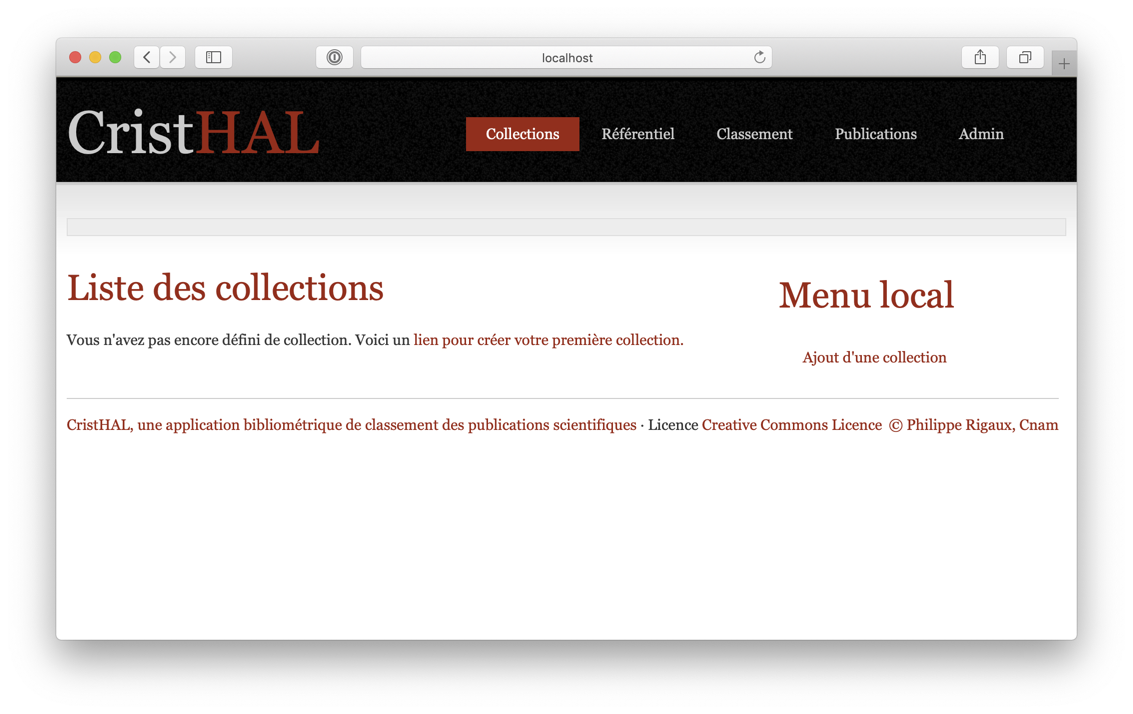 localhost
CristHAL
Collections Référentiel Classement Publications Admin
Liste des collections
Vous n'avez pas encore défini de collection. Voici un lien pour créer votre première collection.
Menu local
Ajout d'une collection
CristHAL, une application bibliométrique de classement des publications scientifiques · Licence Creative Commons Licence © Philippe Rigaux, Cnam